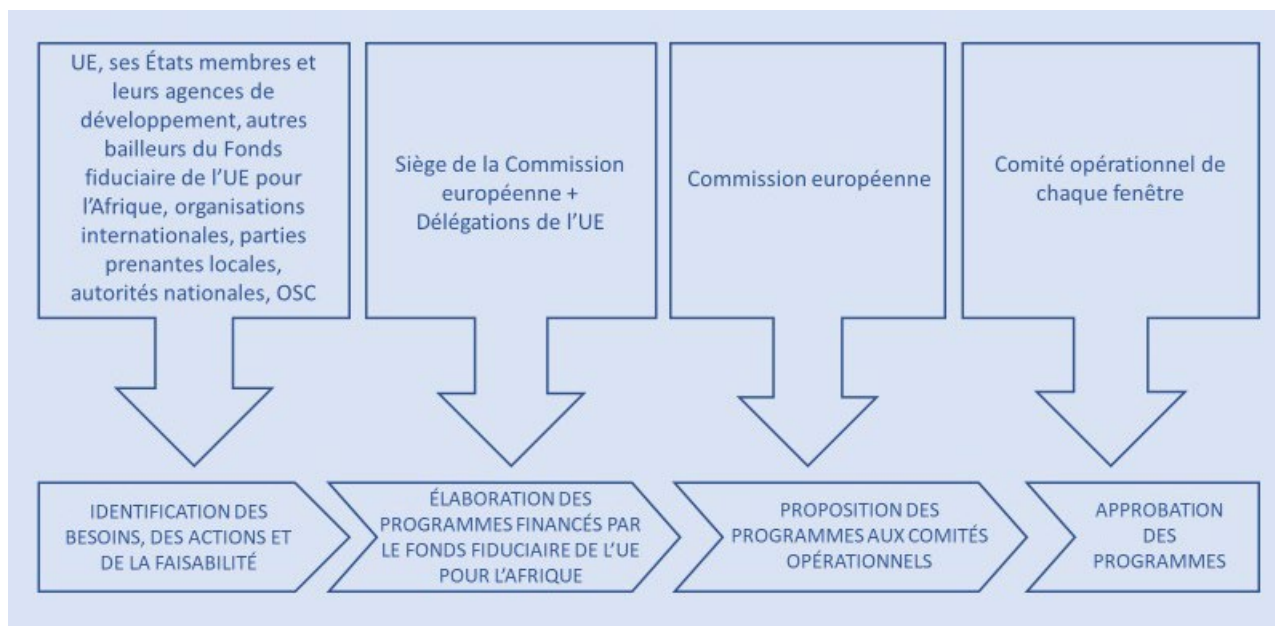 UE, ses États membres et
leurs agences de
développement, autres
bailleurs du Fonds
fiduciaire de l'UE pour
l'Afrique, organisations
internationales, parties
prenantes locales,
autorités nationales, OSC
Siège de la Commission
européenne +
Délégations de l'UE
Commission européenne
Comité opérationnel de
chaque fenêtre
IDENTIFICATION DES
BESOINS, DES ACTIONS ET
DE LA FAISABILITÉ
ÉLABORATION DES
PROGRAMMES FINANCÉS PAR
LE FONDS FIDUCIAIRE DE L'UE
POUR L'AFRIQUE
PROPOSITION DES
PROGRAMMES AUX COMITÉS
OPÉRATIONNELS
APPROBATION
DES
PROGRAMMES